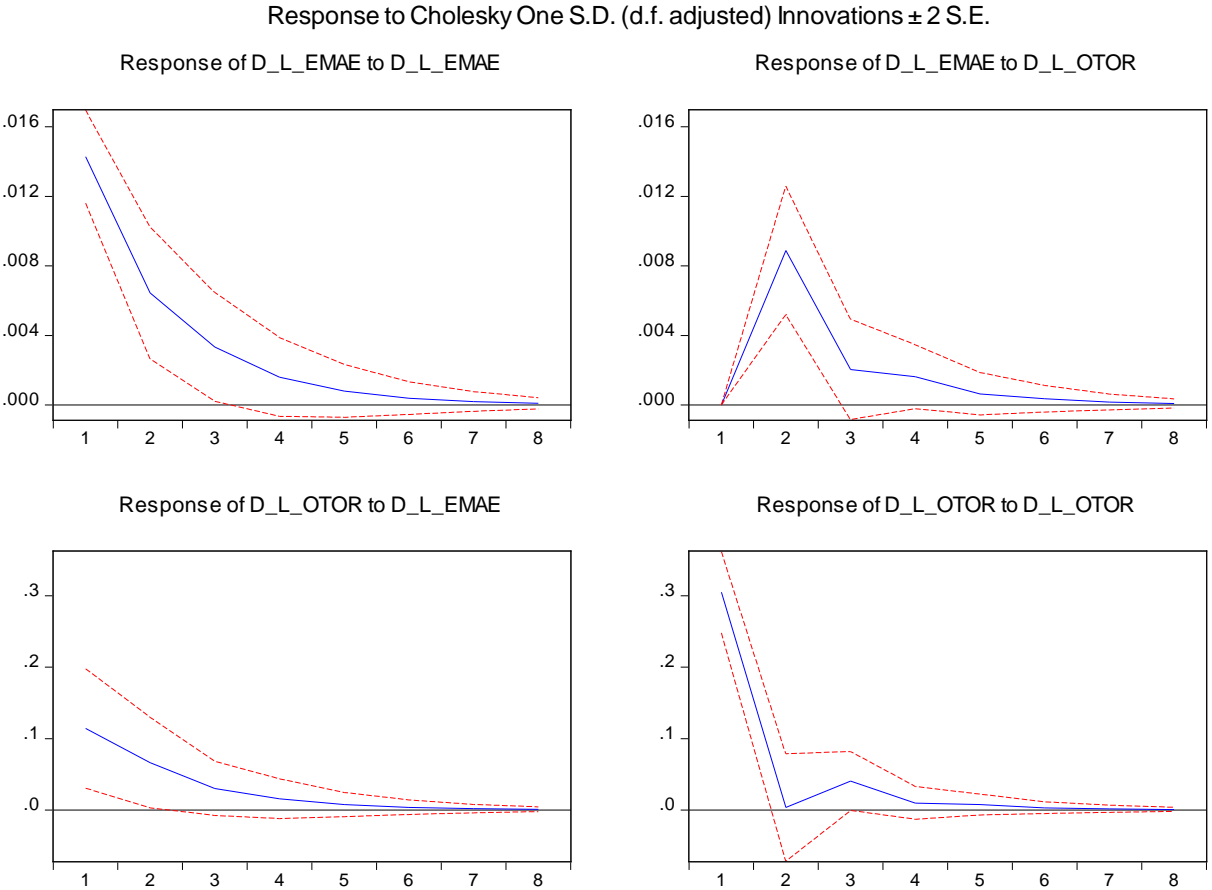 Response to Cholesky One S.D. (d.f. adjusted) Innovations ± 2 S.E.
Response of D_L_EMAE to D_L_EMAE
.016
.012
.008
.004
.000
1 2 3 4 5 6 7 8
Response of D_L_EMAE to D_L_OTOR
.016
.012
.008
.004
.000
1 2 3 4 5 6 7 8
Response of D_L_OTOR to D_L_EMAE
.3
.2
.1
.0
1 2 3 4 5 6 7 8
Response of D_L_OTOR to D_L_OTOR
.3
.2
.1
.0
1 2 3 4 5 6 7 8